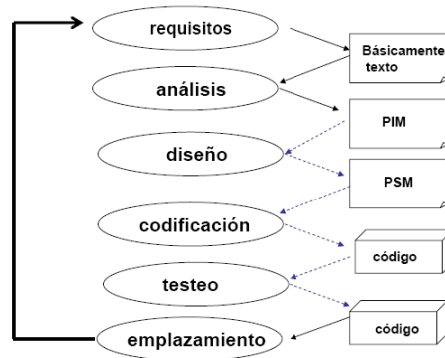 requisitos
Básicamente
texto
análisis
PIM
diseño
PSM
codificación
código
testeo
código
emplazamiento